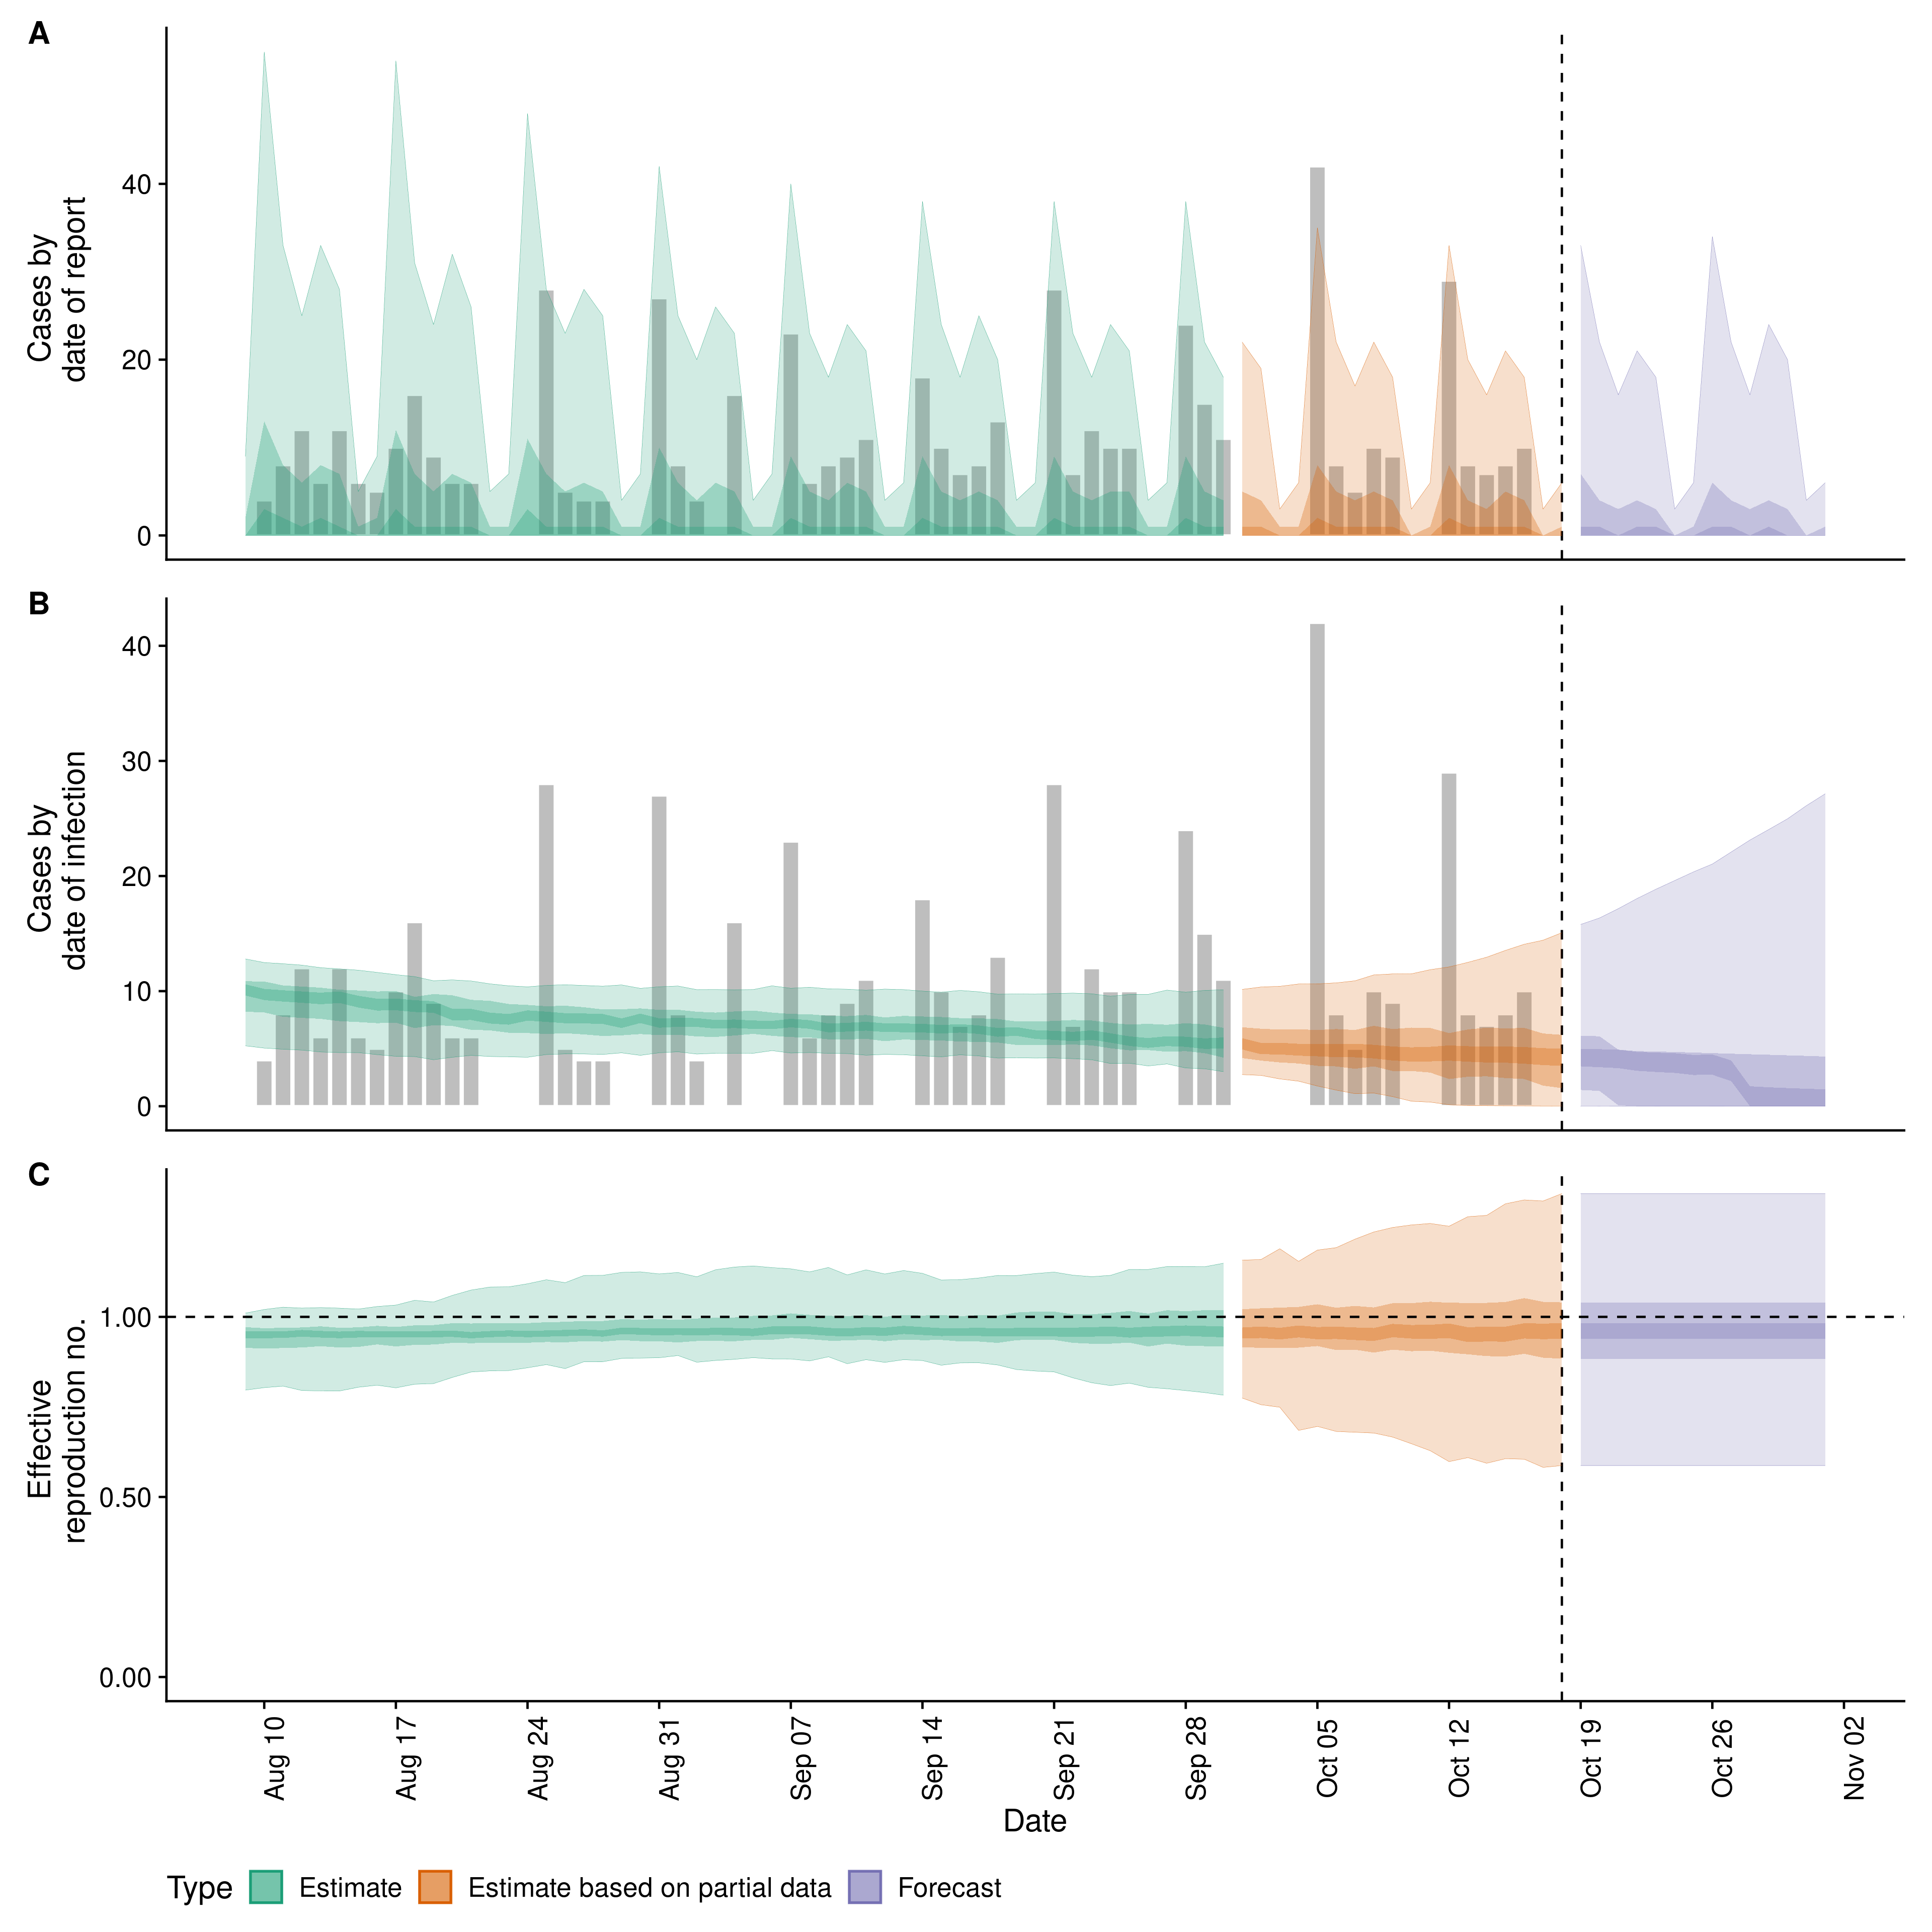 A
Cases by
date of report
40
20
0
B
Cases by
date of infection
40
30
20
10
0
C
Effective
reproduction no.
1.00
0.50
0.00
Aug 10
Aug 17
Aug 24
Aug 31
Sep 07
Sep 14
Sep 21
Sep 28
Oct 05
Oct 12
Oct 19
Oct 26
Nov 02
Date
Type Estimate Estimate based on partial data Forecast